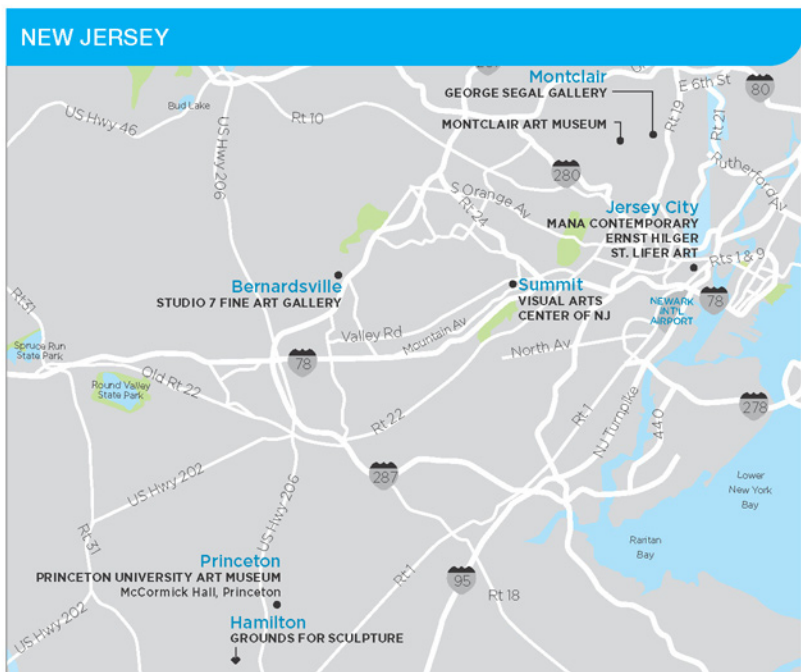 NEW JERSEY
Montclair
GEORGE SEGAL GALLERY
MONTCLAIR ART MUSEUM
E 6th St
80
Rt 19
Rt 21
Rutherford Av
Bud Lake
US Hwy 46
US Hwy 206
Rt 10
280
S Orange Av
Rt 24
Jersey City
MANA CONTEMPORARY
ERNST HILGER
ST. LIFER ART
Rts 1 & 9
Bernardsville
STUDIO 7 FINE ART GALLERY
Summit
VISUAL ARTS
CENTER OF NJ
NEWARK
INT'L
AIRPORT
78
Rt 31
Spruce Run
State Park
Valley Rd
Mountain Av
North Av
78
Round Valley
State Park
Old Rt 22
Rt 22
Rt 1
NJ Turnpike
440
278
US Hwy 202
US Hwy 206
287
Lower
New York
Bay
Raritan
Bay
Rt 31
Princeton
PRINCETON UNIVERSITY ART MUSEUM
McCormick Hall, Princeton
Rt 1
95
Rt 18
Hamilton
GROUNDS FOR SCULPTURE
US Hwy 202